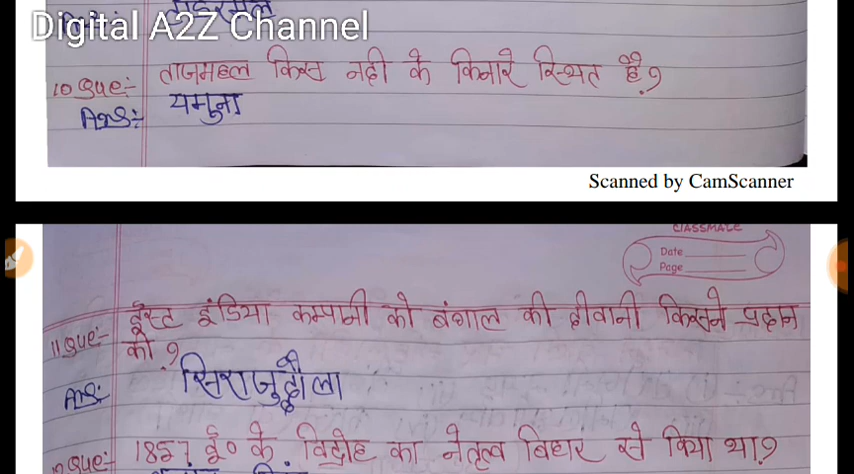 Digital A2Z Channel
10 Que:- ताजमहल किस नदी के किनारे स्थित है?
Ans:- यमुना
Scanned by CamScanner
CLASSMATE
Date
Page
11 Que:- ईस्ट इंडिया कम्पनी को बंगाल की दीवानी किसने प्रदान
की ?
Ans: सिराजुद्दौला
Que:- 1857 ई० के विद्रोह का नेतृत्व बिहार से किया था?